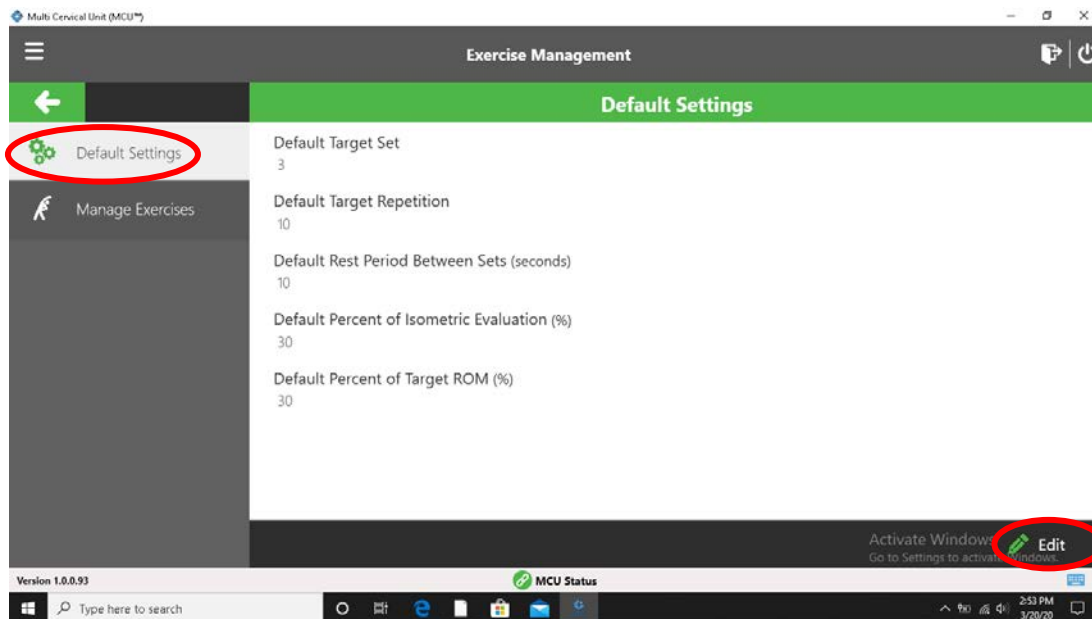 Multi Cervical Unit (MCU™)
Exercise Management
Default Settings
Default Settings
Manage Exercises
Default Target Set
3
Default Target Repetition
10
Default Rest Period Between Sets (seconds)
10
Default Percent of Isometric Evaluation (%)
30
Default Percent of Target ROM (%)
30
Activate Windows
Go to Settings to activate Windows.
Edit
Version 1.0.0.93
MCU Status
Type here to search
2:53 PM
3/20/20